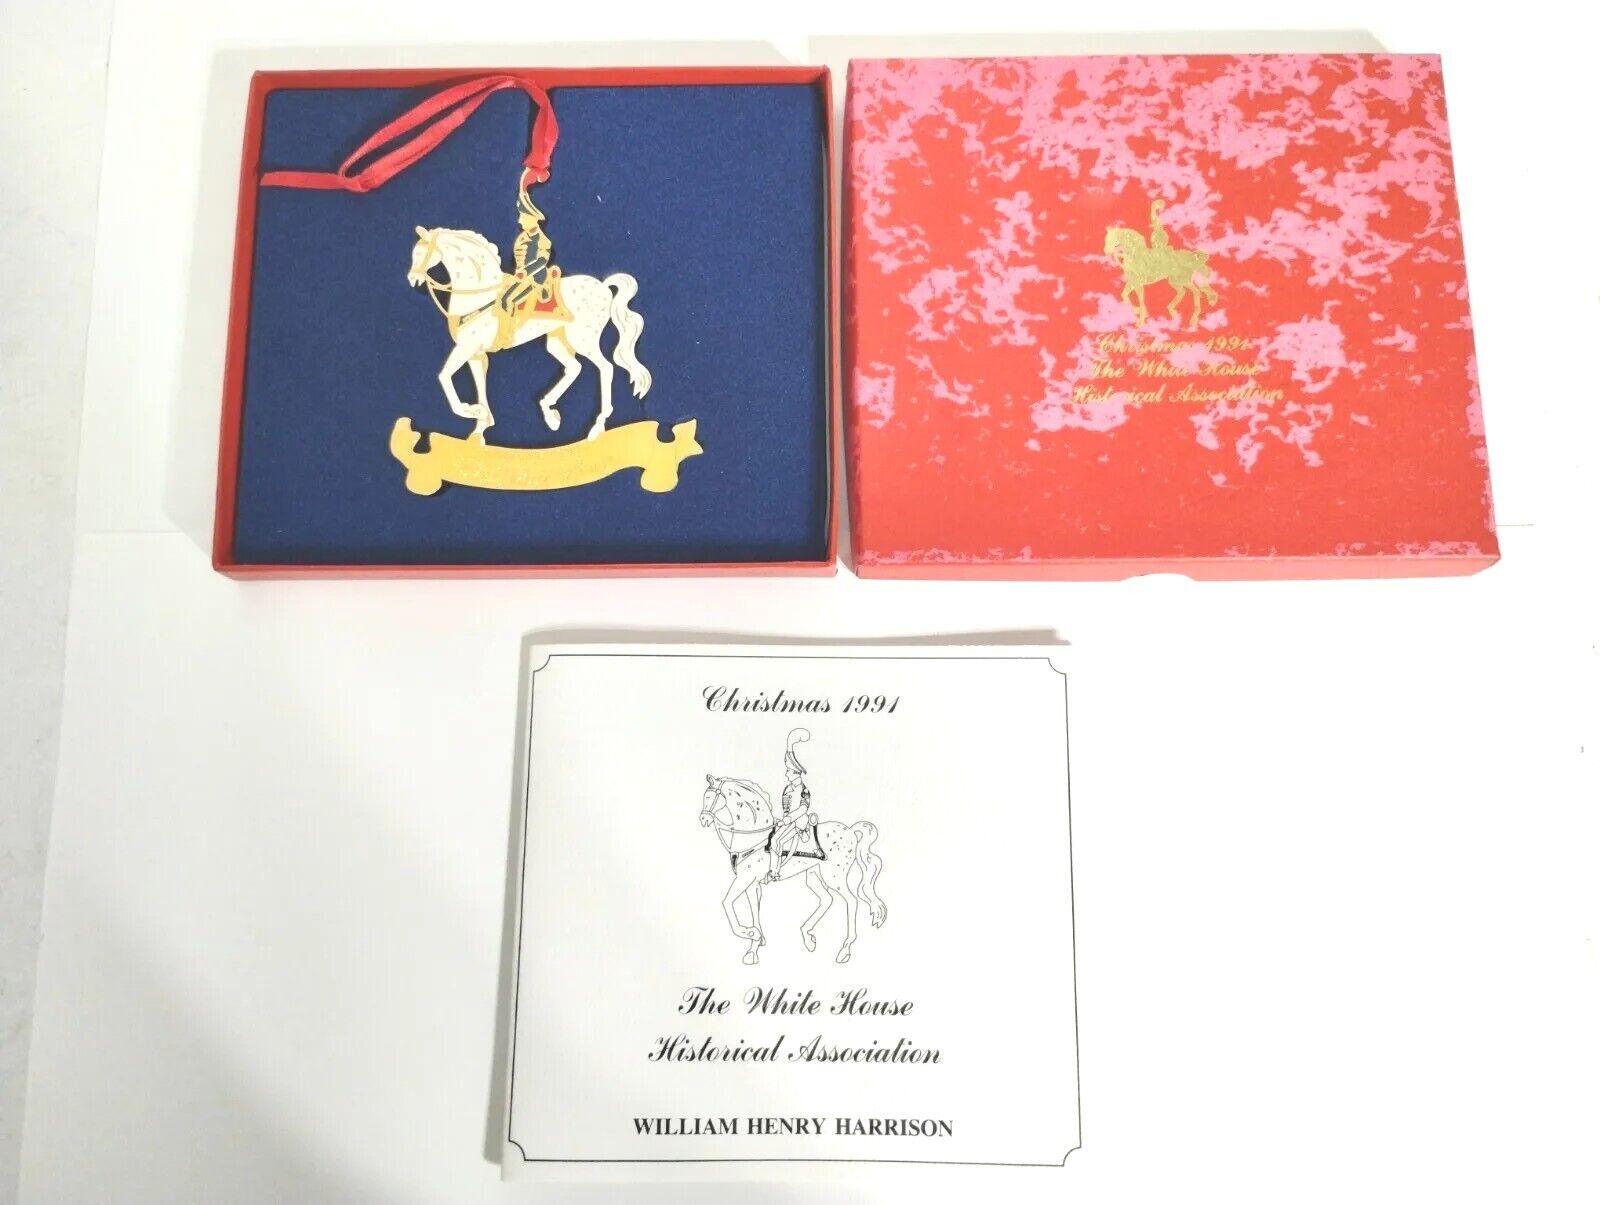 Christmas 1991
The White House
Historical Association
Christmas 1991
The White House
Historical Association
WILLIAM HENRY HARRISON